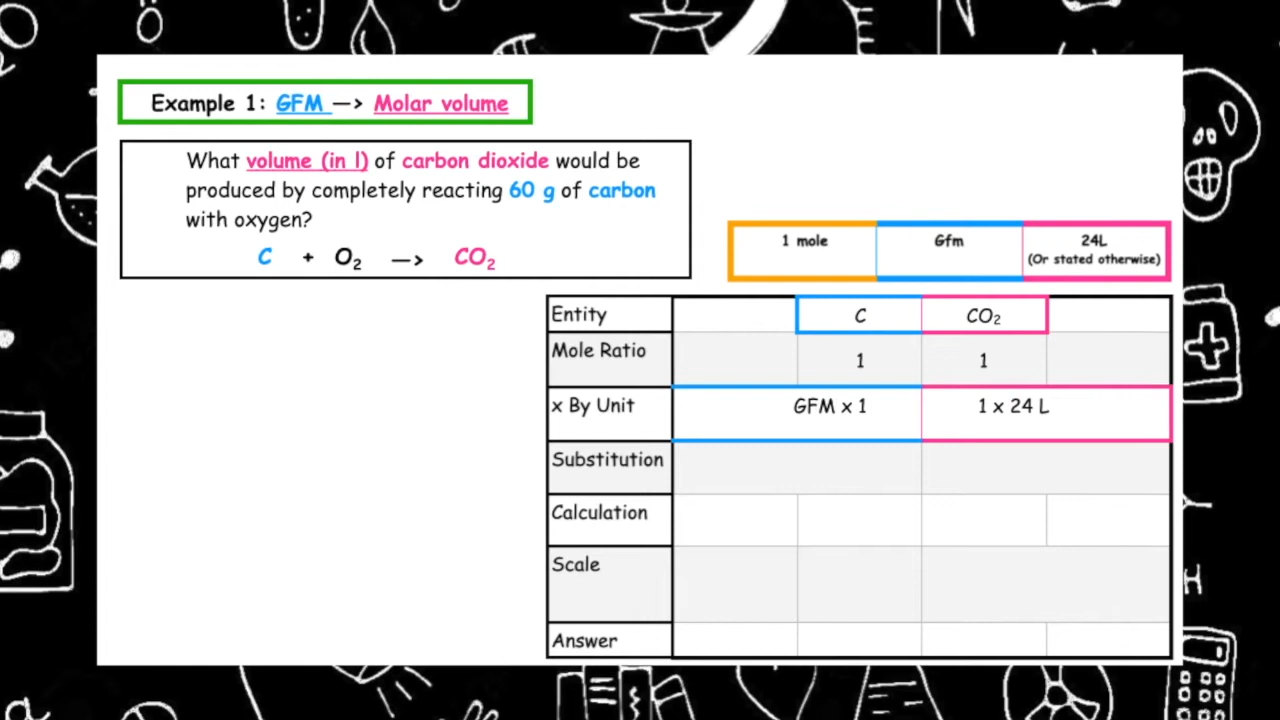 Example 1: GFM —> Molar volume
What volume (in l) of carbon dioxide would be
produced by completely reacting 60 g of carbon
with oxygen?
C + O₂ —> CO₂
1 mole Gfm 24L
(Or stated otherwise)
Entity C CO₂
Mole Ratio 1 1
x By Unit GFM x 1 1 x 24 L
Substitution
Calculation
Scale
Answer